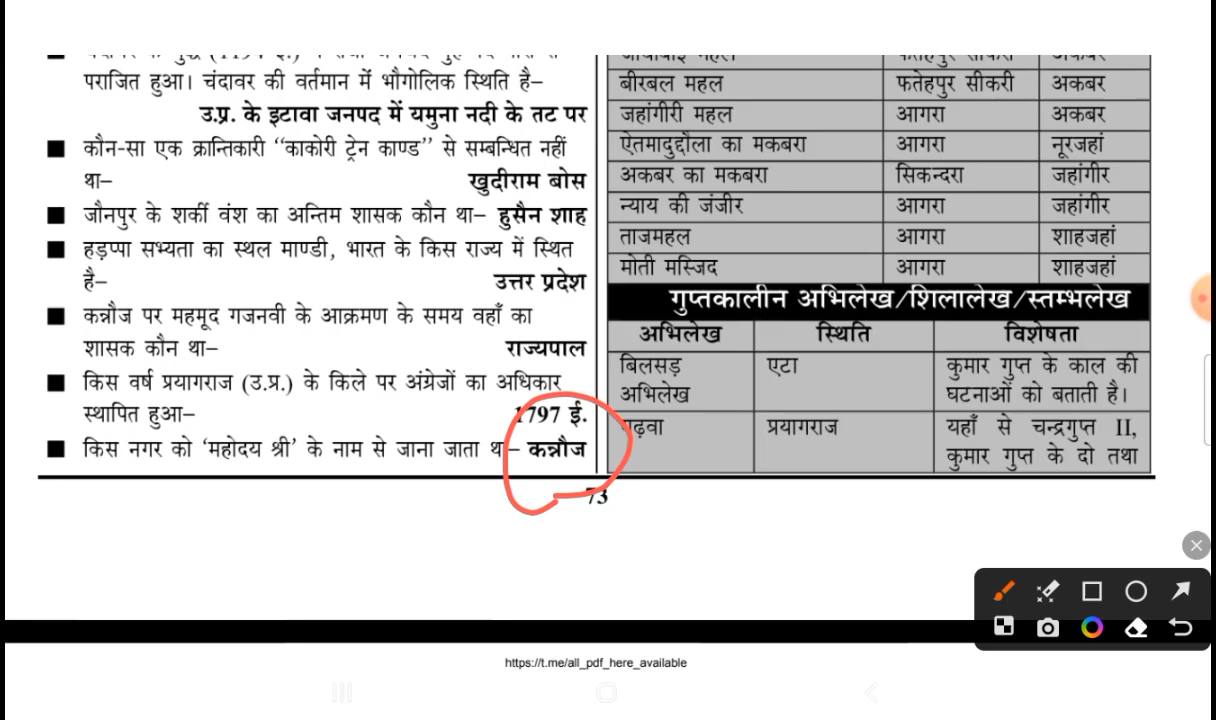 पराजित हुआ। चंदावर की वर्तमान में भौगोलिक स्थिति है–
उ.प्र. के इटावा जनपद में यमुना नदी के तट पर
■ कौन-सा एक क्रान्तिकारी “काकोरी ट्रेन काण्ड” से सम्बन्धित नहीं
था– खुदीराम बोस
■ जौनपुर के शर्की वंश का अन्तिम शासक कौन था– हुसैन शाह
■ हड़प्पा सभ्यता का स्थल माण्डी, भारत के किस राज्य में स्थित
है– उत्तर प्रदेश
■ कन्नौज पर महमूद गजनवी के आक्रमण के समय वहाँ का
शासक कौन था– राज्यपाल
■ किस वर्ष प्रयागराज (उ.प्र.) के किले पर अंग्रेजों का अधिकार
स्थापित हुआ– 1797 ई.
■ किस नगर को ‘महोदय श्री’ के नाम से जाना जाता था– कन्नौज
फतेहपुर सीकरी अकबर
बीरबल महल फतेहपुर सीकरी अकबर
जहांगीरी महल आगरा अकबर
ऐतमादुद्दौला का मकबरा आगरा नूरजहां
अकबर का मकबरा सिकन्दरा जहांगीर
न्याय की जंजीर आगरा जहांगीर
ताजमहल आगरा शाहजहां
मोती मस्जिद आगरा शाहजहां
गुप्तकालीन अभिलेख/शिलालेख/स्तम्भलेख
अभिलेख स्थिति विशेषता
बिलसड़ एटा कुमार गुप्त के काल की
अभिलेख घटनाओं को बताती है।
गढ़वा प्रयागराज यहाँ से चन्द्रगुप्त II,
कुमार गुप्त के दो तथा
73
https://t.me/all_pdf_here_available